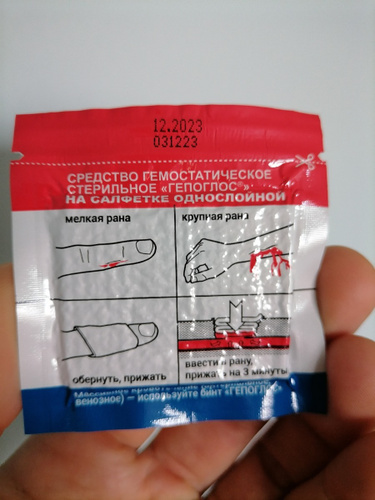 12.2023
031223
СРЕДСТВО ГЕМОСТАТИЧЕСКОЕ
СТЕРИЛЬНОЕ «ГЕПОГЛОС»
НА САЛФЕТКЕ ОДНОСЛОЙНОЙ
мелкая рана
крупная рана
обернуть, прижать
ввести в рану,
прижать на 3 минуты
венозное) — используйте бинт «ГЕПОГЛОС